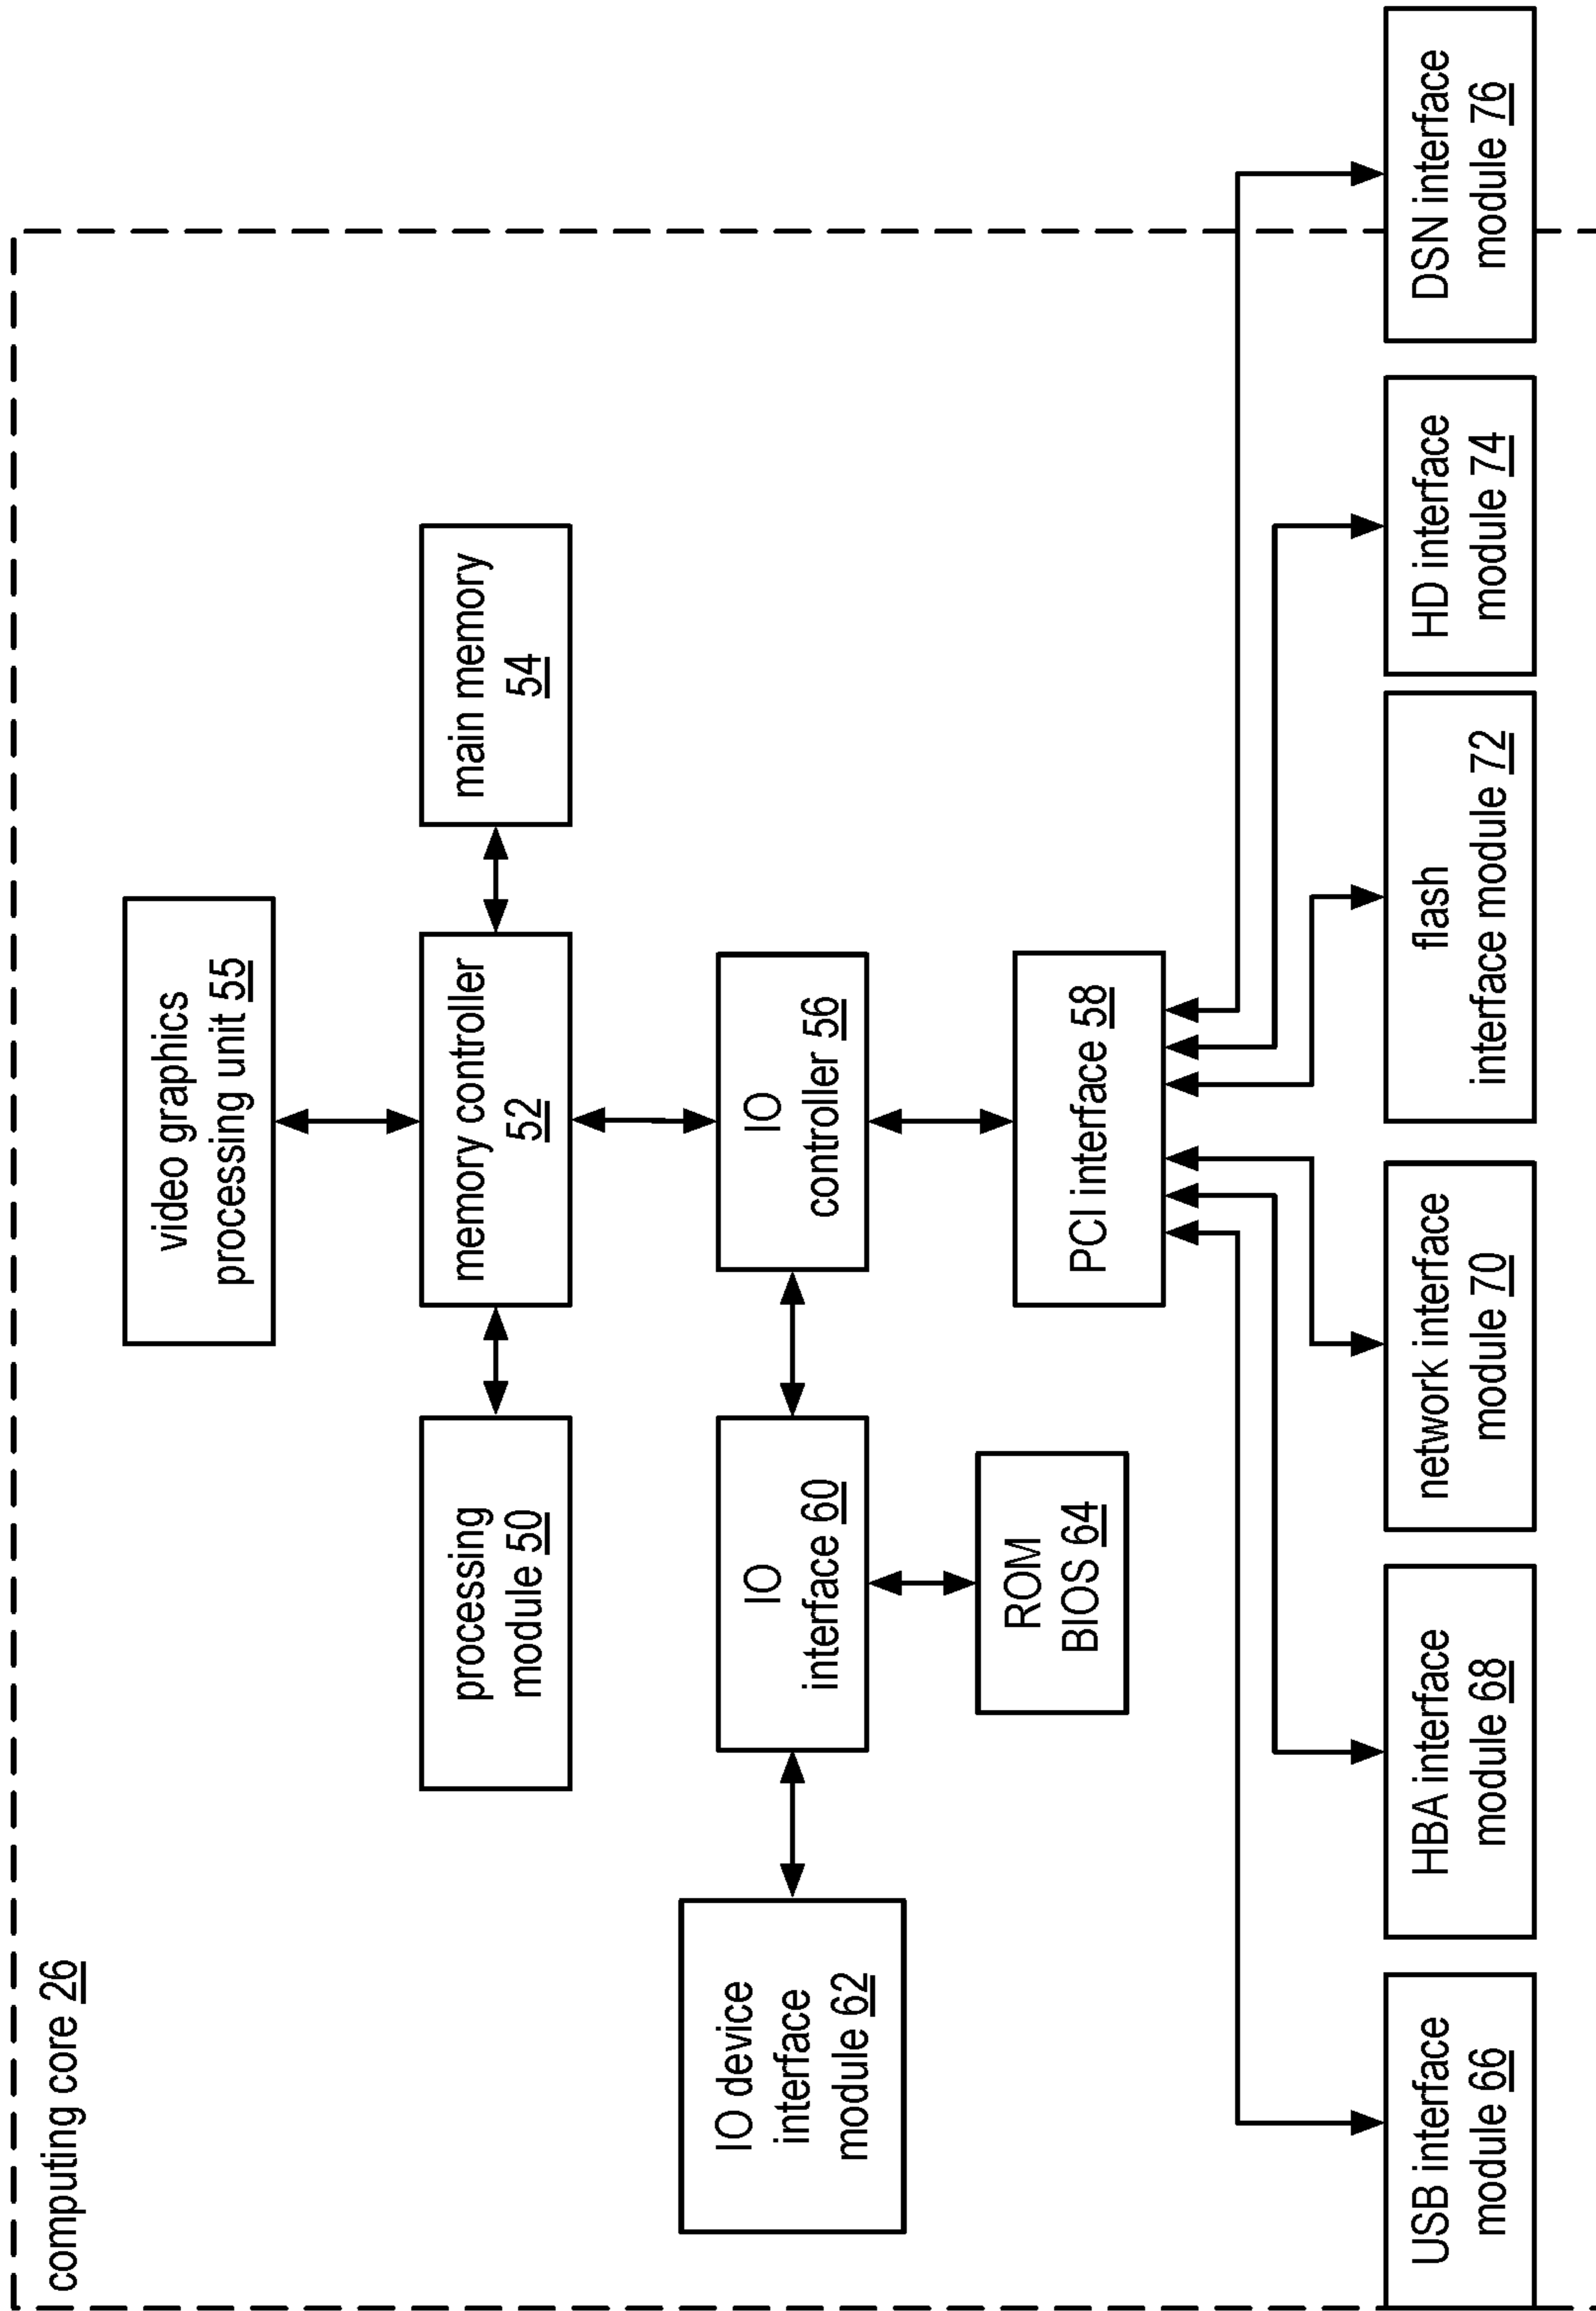 computing core 26
video graphics
processing unit 55
processing
module 50
memory controller
52
main memory
54
IO device
interface
module 62
IO
interface 60
IO
controller 56
ROM
BIOS 64
PCI interface 58
USB interface
module 66
HBA interface
module 68
network interface
module 70
flash
interface module 72
HD interface
module 74
DSN interface
module 76